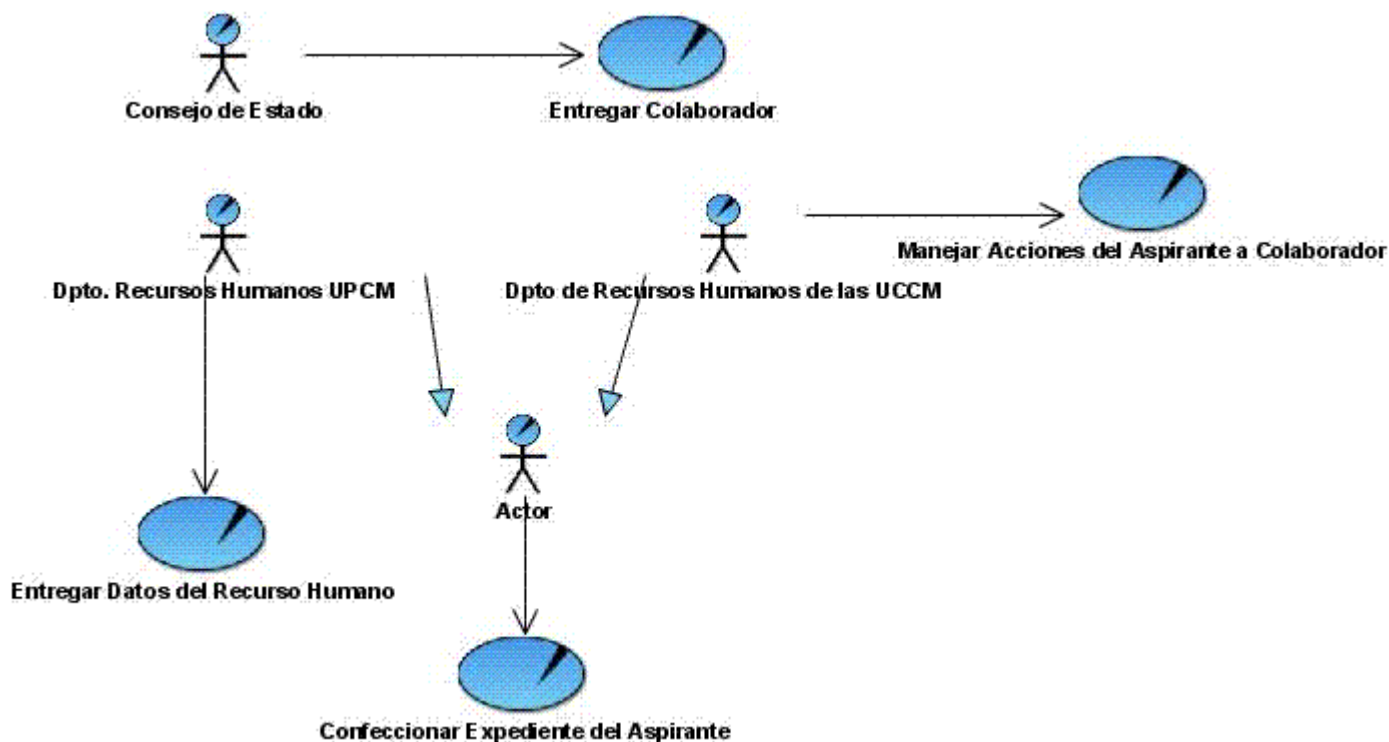 Consejo de Estado
Entregar Colaborador
Manejar Acciones del Aspirante a Colaborador
Dpto. Recursos Humanos UPCM
Dpto de Recursos Humanos de las UCCM
Actor
Entregar Datos del Recurso Humano
Confeccionar Expediente del Aspirante